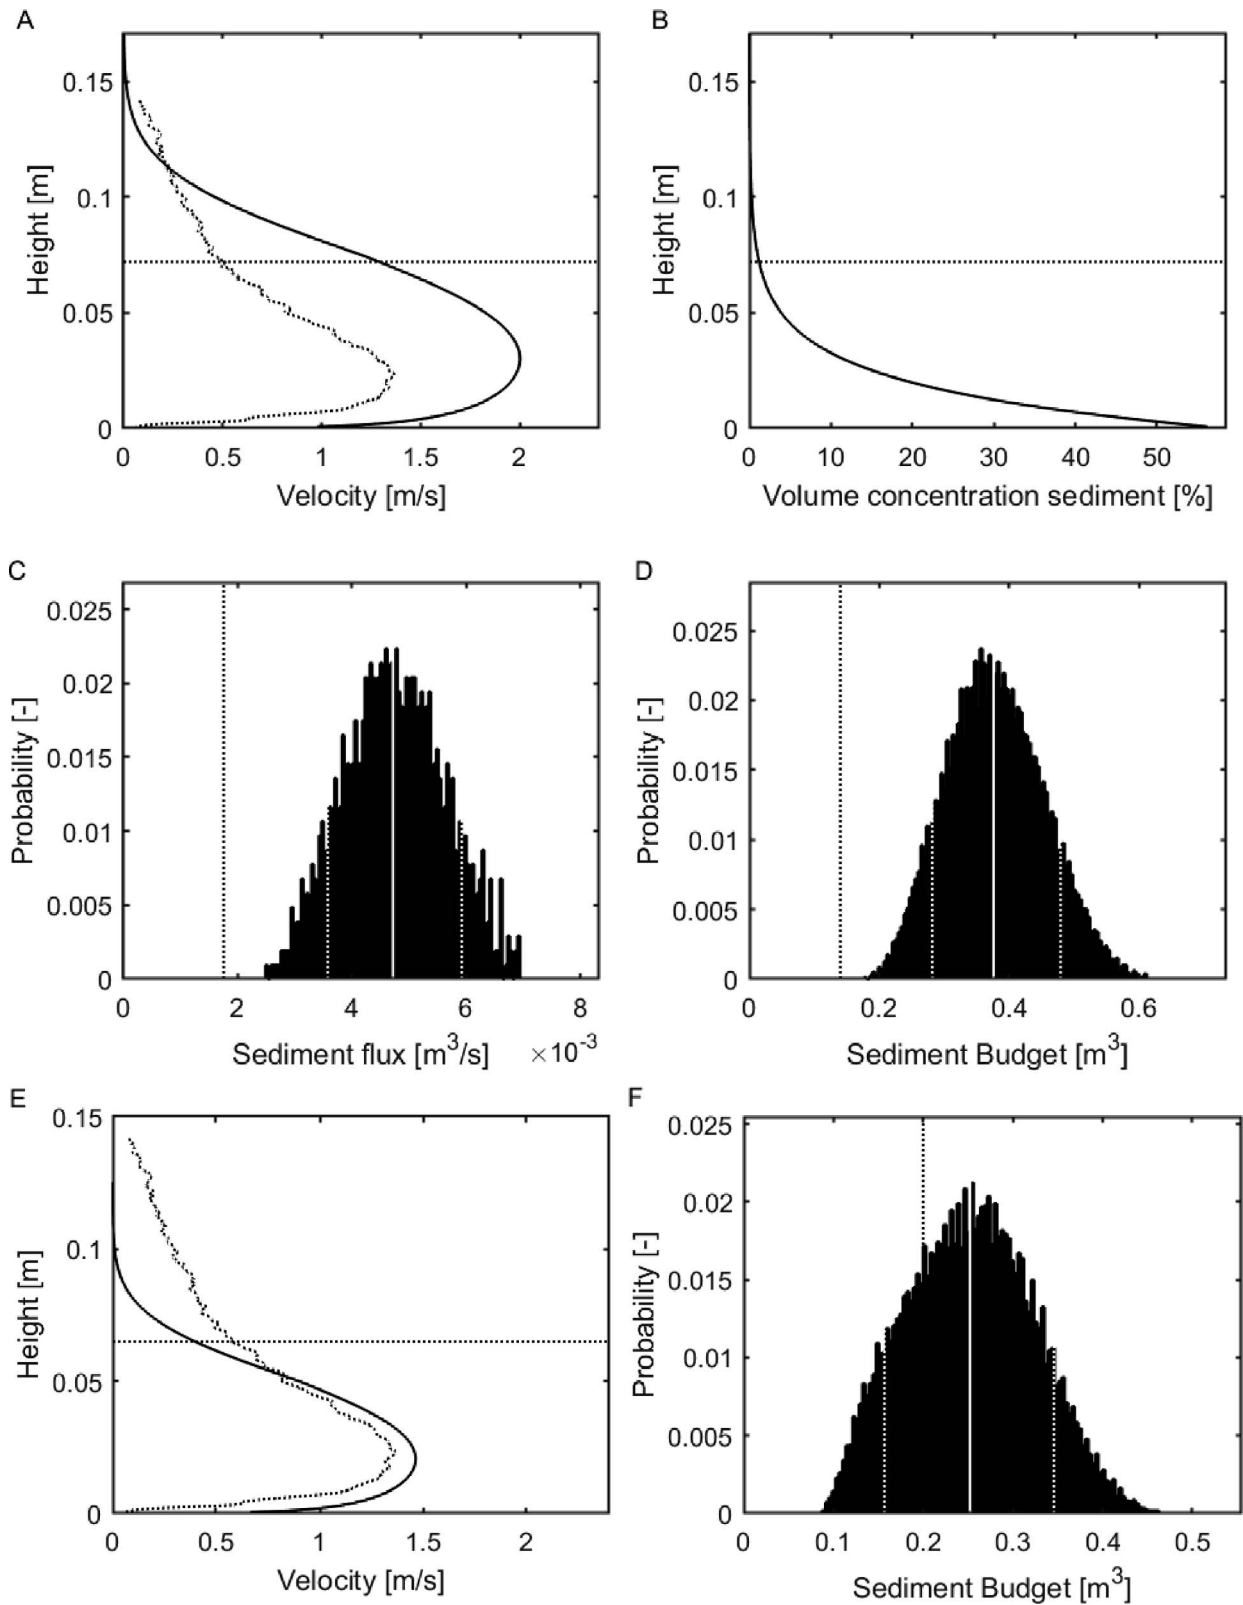 A
Height [m]
0.15
0.1
0.05
0
0 0.5 1 1.5 2
Velocity [m/s]
B
Height [m]
0.15
0.1
0.05
0
0 10 20 30 40 50
Volume concentration sediment [%]
C
Probability [-]
0.025
0.02
0.015
0.01
0.005
0
0 2 4 6 8
Sediment flux [m³/s] ×10⁻³
D
Probability [-]
0.025
0.02
0.015
0.01
0.005
0
0 0.2 0.4 0.6
Sediment Budget [m³]
E
Height [m]
0.15
0.1
0.05
0
0 0.5 1 1.5 2
Velocity [m/s]
F
Probability [-]
0.025
0.02
0.015
0.01
0.005
0
0 0.1 0.2 0.3 0.4 0.5
Sediment Budget [m³]